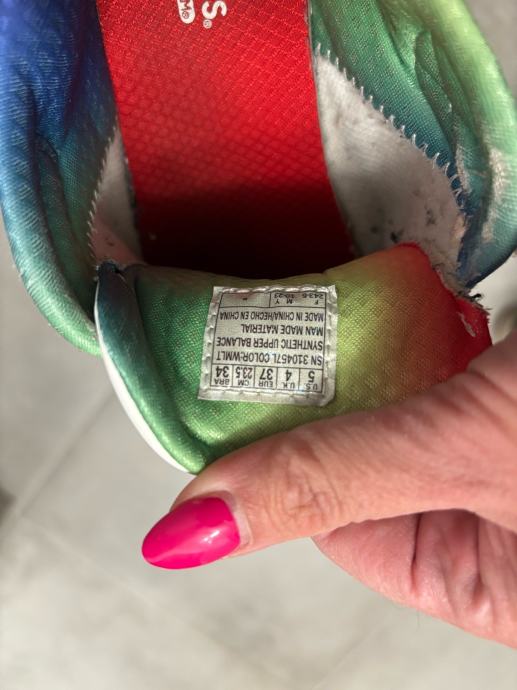 S.®
U.S. U.K. EUR CM BRA
5 4 37 23.5 34
SN 310457L COLOR:WMLT
SYNTHETIC UPPER BALANCE
MAN MADE MATERIAL
MADE IN CHINA/HECHO EN CHINA
F M Y